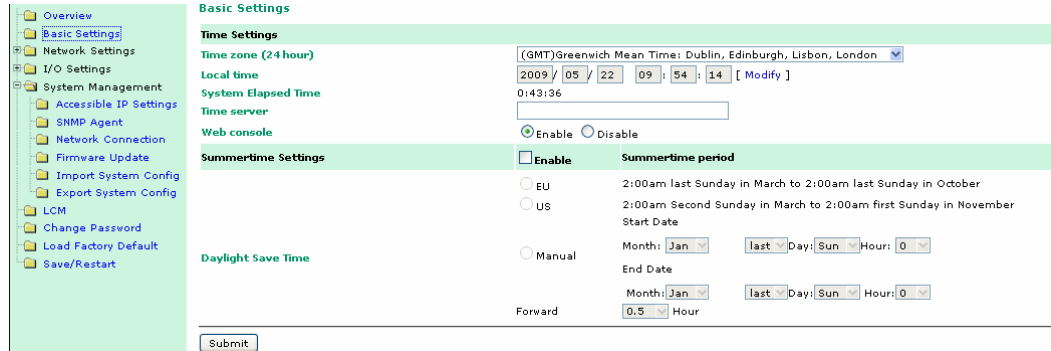 Overview
Basic Settings
Network Settings
I/O Settings
System Management
Accessible IP Settings
SNMP Agent
Network Connection
Firmware Update
Import System Config
Export System Config
LCM
Change Password
Load Factory Default
Save/Restart
Basic Settings
Time Settings
Time zone (24 hour) (GMT)Greenwich Mean Time: Dublin, Edinburgh, Lisbon, London
Local time 2009 / 05 / 22 09 : 54 : 14 [ Modify ]
System Elapsed Time 0:43:36
Time server
Web console Enable Disable
Summertime Settings Enable Summertime period
EU 2:00am last Sunday in March to 2:00am last Sunday in October
US 2:00am Second Sunday in March to 2:00am first Sunday in November
Start Date
Daylight Save Time Manual Month: Jan last Day: Sun Hour: 0
End Date
Month: Jan last Day: Sun Hour: 0
Forward 0.5 Hour
Submit